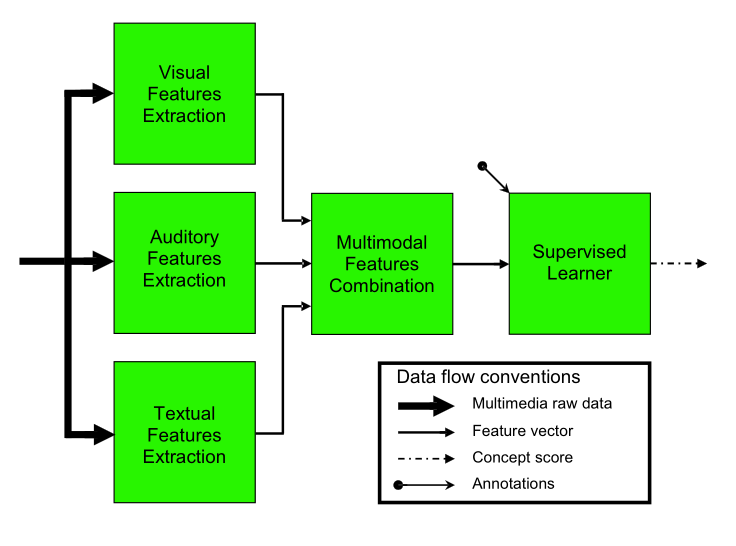 Visual
Features
Extraction
Auditory
Features
Extraction
Textual
Features
Extraction
Multimodal
Features
Combination
Supervised
Learner
Data flow conventions
Multimedia raw data
Feature vector
Concept score
Annotations